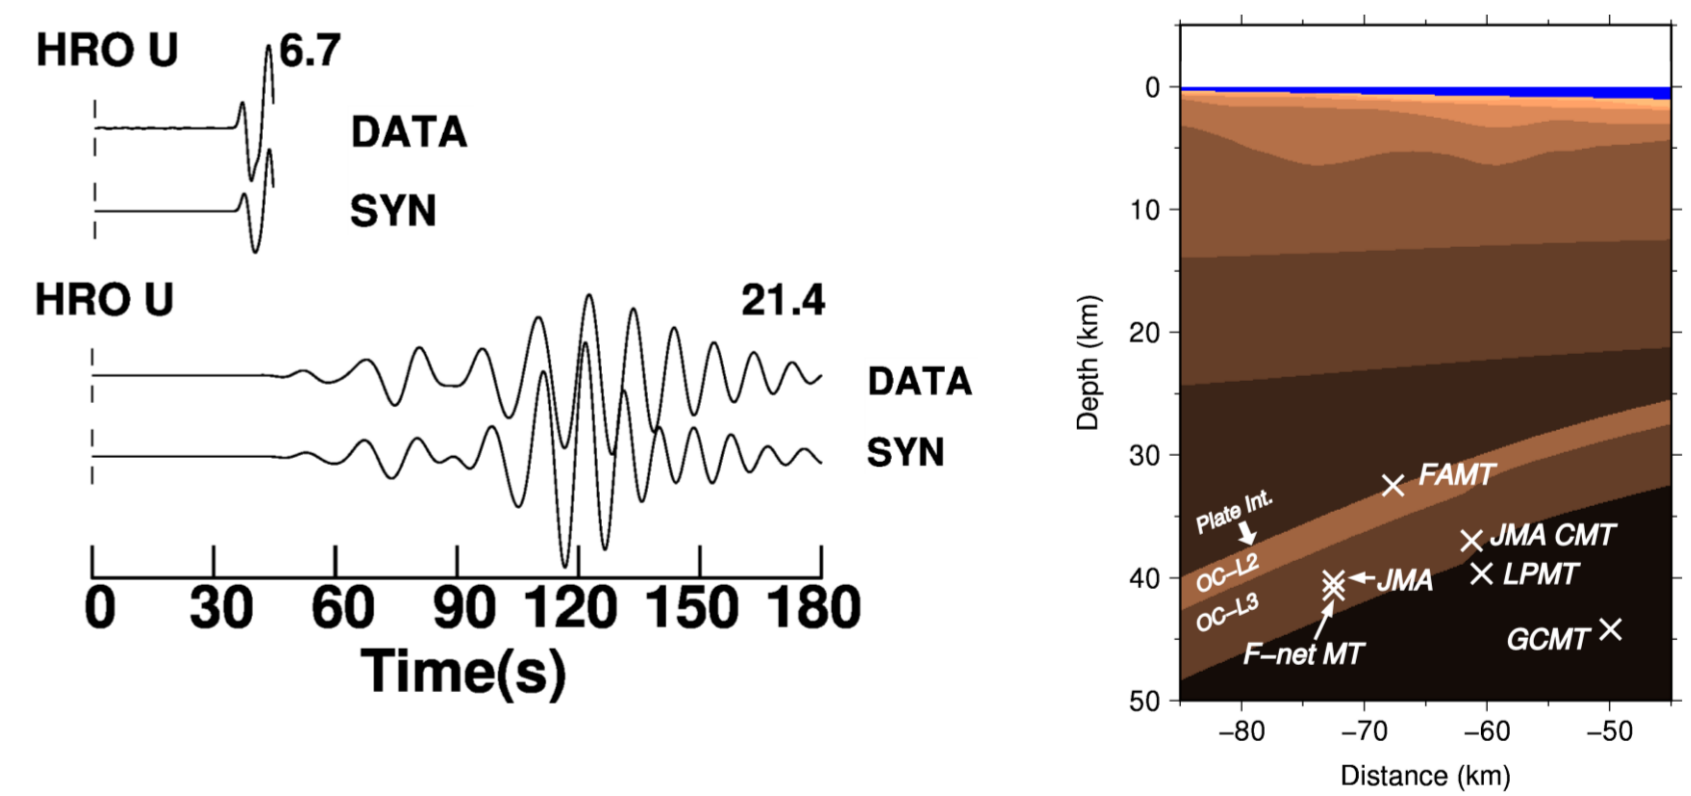 HRO U 6.7
DATA
SYN
HRO U 21.4
DATA
SYN
0 30 60 90 120 150 180
Time(s)
Depth (km)
0
10
20
30
40
50
Plate Int.
OC–L2
OC–L3
FAMT
JMA CMT
LPMT
JMA
F–net MT
GCMT
–80 –70 –60 –50
Distance (km)